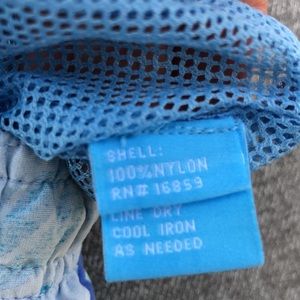 SHELL:
100% NYLON
RN# 16859
LINE DRY
COOL IRON
AS NEEDED